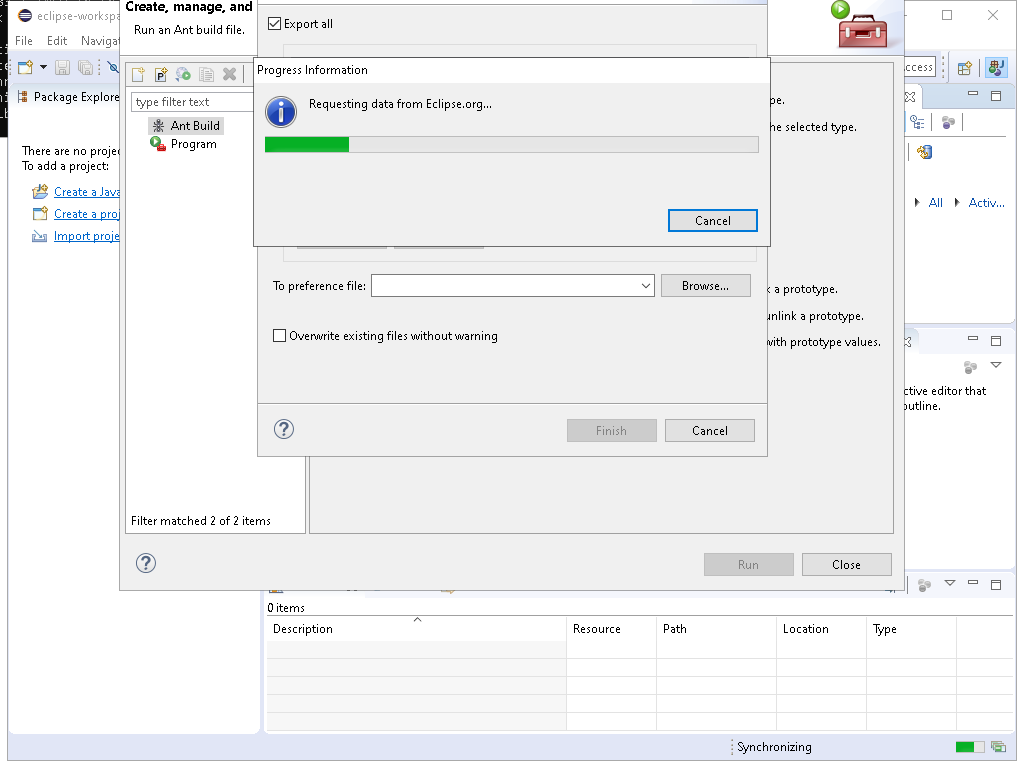 eclipse-workspa
Create, manage, and
Run an Ant build file.
File Edit Navigat
Export all
Progress Information
Requesting data from Eclipse.org...
Cancel
Package Explore
type filter text
Ant Build
Program
There are no projec
To add a project:
Create a Java
Create a proj
Import proje
ccess
pe.
he selected type.
All Activ...
To preference file: Browse...
k a prototype.
unlink a prototype.
with prototype values.
Overwrite existing files without warning
Finish Cancel
ctive editor that
outline.
Filter matched 2 of 2 items
Run Close
0 items
Description Resource Path Location Type
Synchronizing